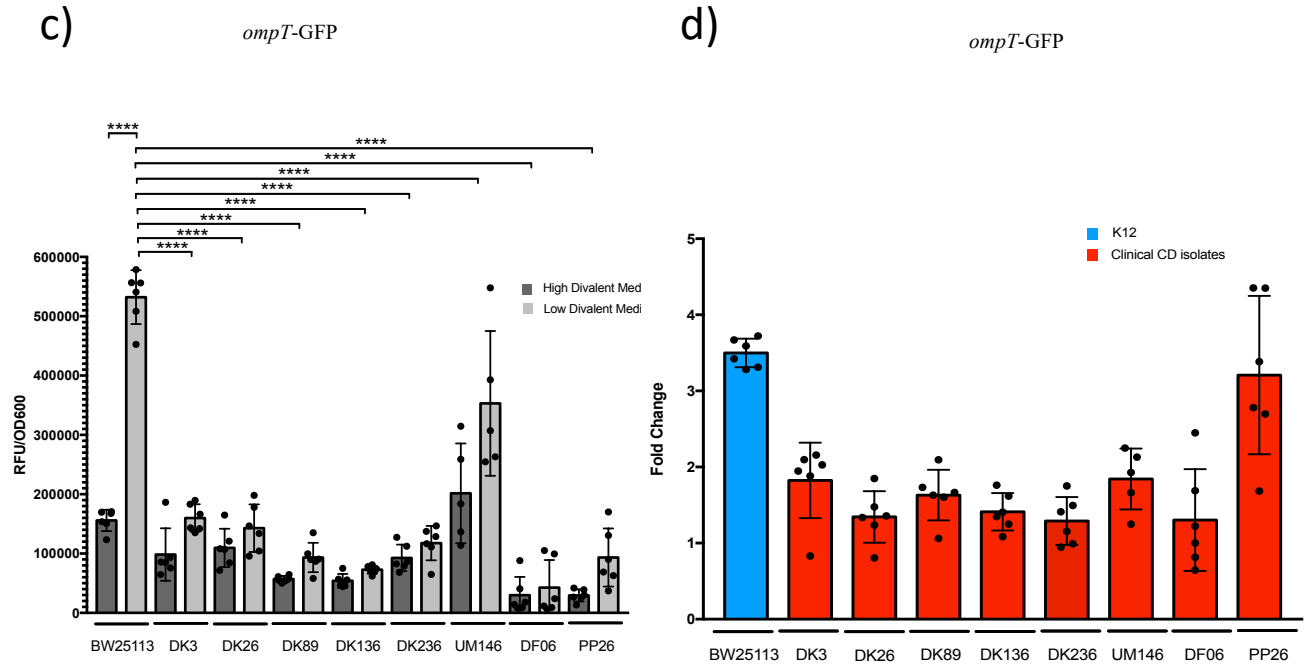 c)
ompT-GFP
****
****
****
****
****
****
****
****
****
600000
500000
400000
300000
200000
100000
0
RFU/OD600
High Divalent Med
Low Divalent Medi
BW25113 DK3 DK26 DK89 DK136 DK236 UM146 DF06 PP26
d)
ompT-GFP
K12
Clinical CD isolates
5
4
3
2
1
0
Fold Change
BW25113 DK3 DK26 DK89 DK136 DK236 UM146 DF06 PP26